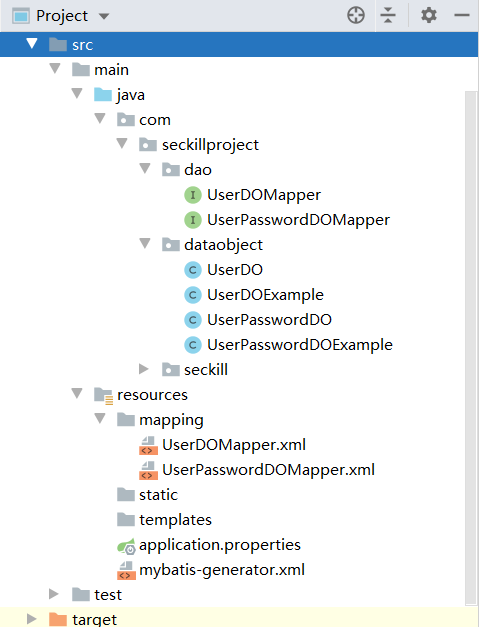 Project
src
main
java
com
seckillproject
dao
I UserDOMapper
I UserPasswordDOMapper
dataobject
C UserDO
C UserDOExample
C UserPasswordDO
C UserPasswordDOExample
seckill
resources
mapping
UserDOMapper.xml
UserPasswordDOMapper.xml
static
templates
application.properties
mybatis-generator.xml
test
target